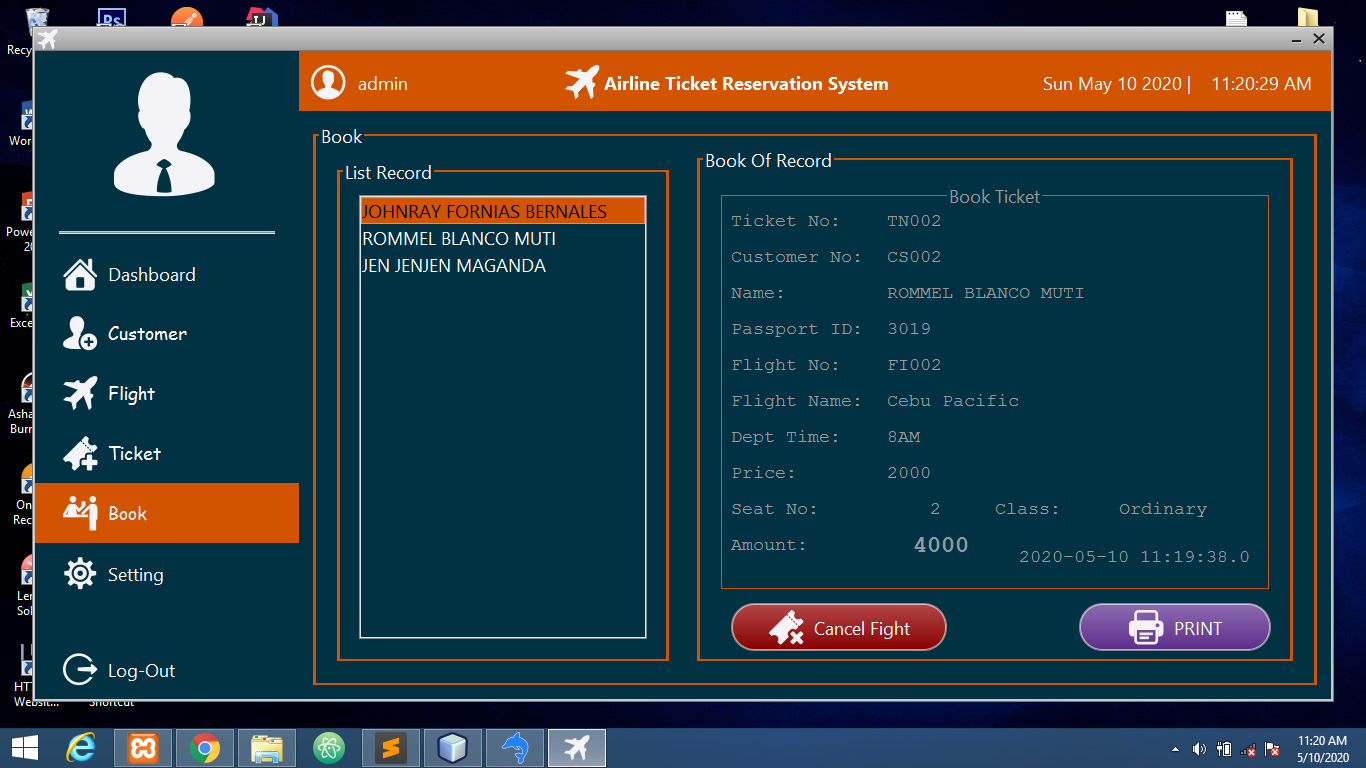 Recy
Wor
Powe
20
Exce
Asha
Burn
On
Rec
Ler
Sol
HT
Websit...
Shortcut
Ps
IJ
admin
Airline Ticket Reservation System
Sun May 10 2020 | 11:20:29 AM
Dashboard
Customer
Flight
Ticket
Book
Setting
Log-Out
Book
List Record
JOHNRAY FORNIAS BERNALES
ROMMEL BLANCO MUTI
JEN JENJEN MAGANDA
Book Of Record
Book Ticket
Ticket No: TN002
Customer No: CS002
Name: ROMMEL BLANCO MUTI
Passport ID: 3019
Flight No: FI002
Flight Name: Cebu Pacific
Dept Time: 8AM
Price: 2000
Seat No: 2 Class: Ordinary
Amount: 4000
2020-05-10 11:19:38.0
Cancel Fight
PRINT
11:20 AM
5/10/2020